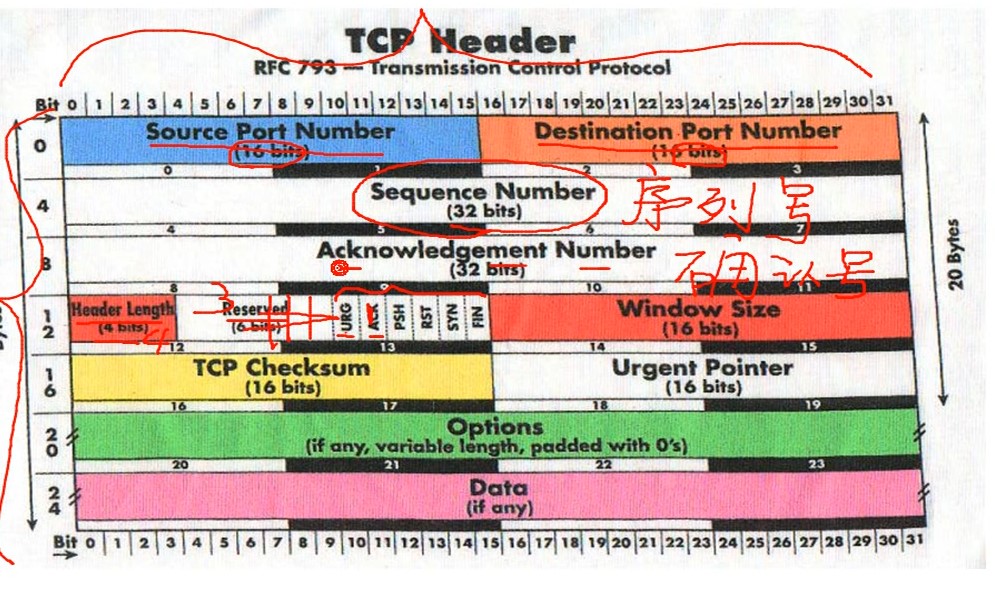 TCP Header
RFC 793 — Transmission Control Protocol
Bit 0 1 2 3 4 5 6 7 8 9 10 11 12 13 14 15 16 17 18 19 20 21 22 23 24 25 26 27 28 29 30 31
0 Source Port Number Destination Port Number
(16 bits) (16 bits)
0 1 2 3
4 Sequence Number 序列号
(32 bits)
4 5 6 7
8 Acknowledgement Number
(32 bits) 确认号
8 9 10 11
12 Header Length Reserved URG ACK PSH RST SYN FIN Window Size
(4 bits) 4 (6 bits) 3 (16 bits)
12 13 14 15
16 TCP Checksum Urgent Pointer
(16 bits) (16 bits)
16 17 18 19
20 Options
(if any, variable length, padded with 0's)
20 21 22 23
24 Data
(if any)
Bit 0 1 2 3 4 5 6 7 8 9 10 11 12 13 14 15 16 17 18 19 20 21 22 23 24 25 26 27 28 29 30 31
20 Bytes